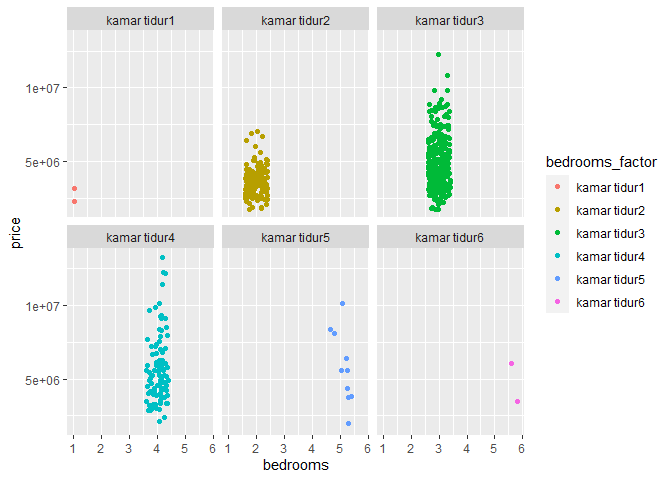 kamar tidur1 kamar tidur2 kamar tidur3
1e+07
5e+06
price
kamar tidur4 kamar tidur5 kamar tidur6
1e+07
5e+06
1 2 3 4 5 6 1 2 3 4 5 6 1 2 3 4 5 6
bedrooms
bedrooms_factor
kamar tidur1
kamar tidur2
kamar tidur3
kamar tidur4
kamar tidur5
kamar tidur6